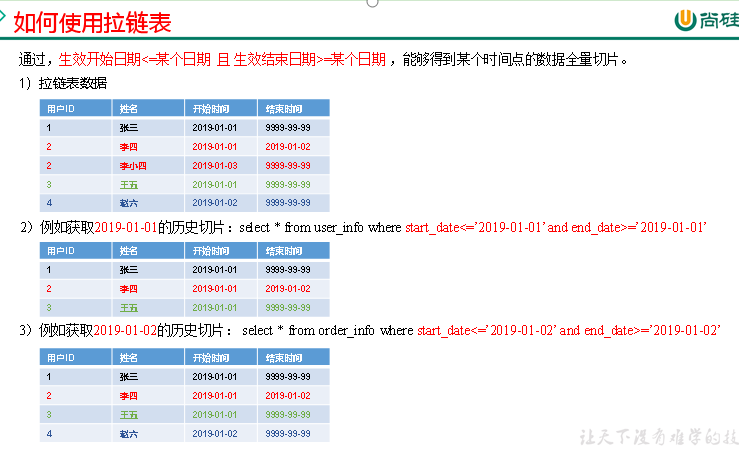 如何使用拉链表
尚硅
通过，生效开始日期<=某个日期 且 生效结束日期>=某个日期 ，能够得到某个时间点的数据全量切片。
1）拉链表数据
用户ID 姓名 开始时间 结束时间
1 张三 2019-01-01 9999-99-99
2 李四 2019-01-01 2019-01-02
2 李小四 2019-01-03 9999-99-99
3 王五 2019-01-01 9999-99-99
4 赵六 2019-01-02 9999-99-99
2）例如获取2019-01-01的历史切片：select * from user_info where start_date<='2019-01-01' and end_date>='2019-01-01'
用户ID 姓名 开始时间 结束时间
1 张三 2019-01-01 9999-99-99
2 李四 2019-01-01 2019-01-02
3 王五 2019-01-01 9999-99-99
3）例如获取2019-01-02的历史切片： select * from order_info where start_date<='2019-01-02' and end_date>='2019-01-02'
用户ID 姓名 开始时间 结束时间
1 张三 2019-01-01 9999-99-99
2 李四 2019-01-01 2019-01-02
3 王五 2019-01-01 9999-99-99
4 赵六 2019-01-02 9999-99-99
让天下没有难学的技